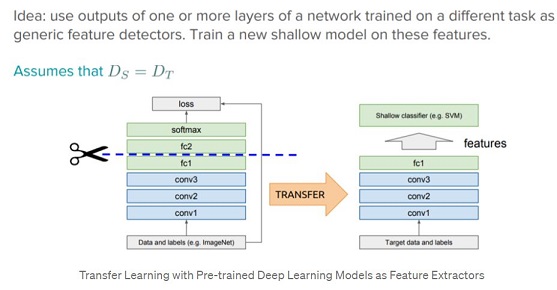 Idea: use outputs of one or more layers of a network trained on a different task as
generic feature detectors. Train a new shallow model on these features.
Assumes that D_S = D_T
loss
softmax
fc2
fc1
conv3
conv2
conv1
Data and labels (e.g. ImageNet)
TRANSFER
Shallow classifier (e.g. SVM)
features
fc1
conv3
conv2
conv1
Target data and labels
Transfer Learning with Pre-trained Deep Learning Models as Feature Extractors